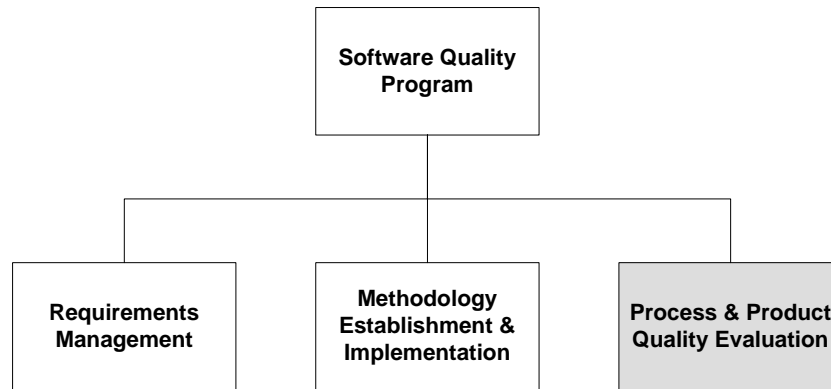 Software Quality
Program
Requirements
Management
Methodology
Establishment &
Implementation
Process & Product
Quality Evaluation